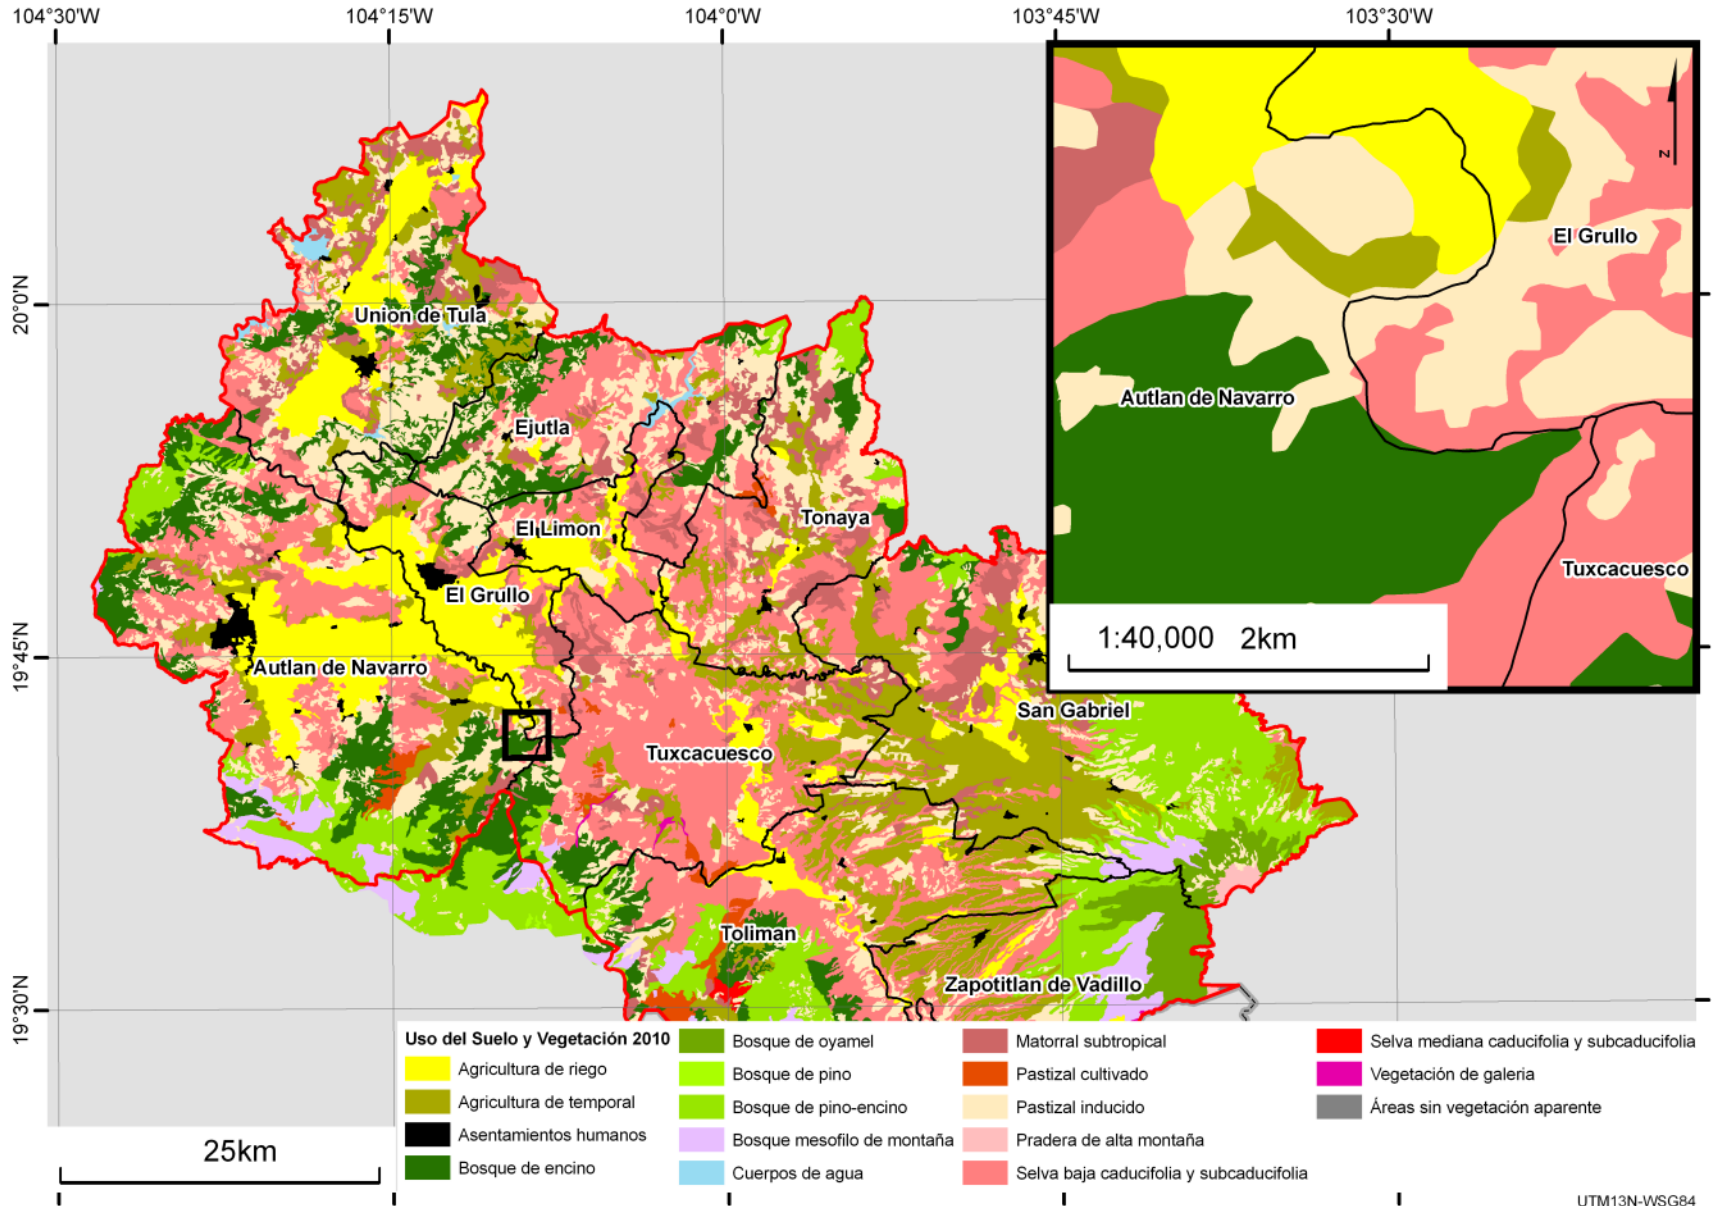 104°30'W 104°15'W 104°0'W 103°45'W 103°30'W
20°0'N
19°45'N
19°30'N
Union de Tula
Ejutla
El Limon
Tonaya
El Grullo
Autlan de Navarro
San Gabriel
Tuxcacuesco
Toliman
Zapotitlan de Vadillo
N
El Grullo
Autlan de Navarro
Tuxcacuesco
1:40,000 2km
25km
Uso del Suelo y Vegetación 2010
Agricultura de riego
Agricultura de temporal
Asentamientos humanos
Bosque de encino
Bosque de oyamel
Bosque de pino
Bosque de pino-encino
Bosque mesofilo de montaña
Cuerpos de agua
Matorral subtropical
Pastizal cultivado
Pastizal inducido
Pradera de alta montaña
Selva baja caducifolia y subcaducifolia
Selva mediana caducifolia y subcaducifolia
Vegetación de galeria
Áreas sin vegetación aparente
UTM13N-WSG84